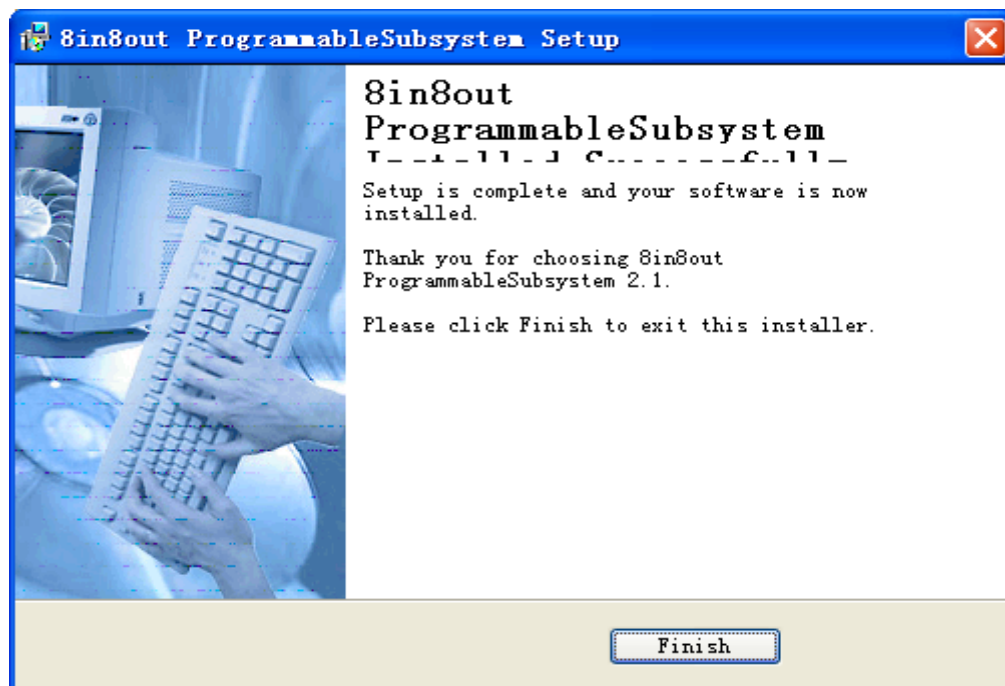 8in8out ProgrammableSubsystem Setup
8in8out
ProgrammableSubsystem
Setup is complete and your software is now
installed.
Thank you for choosing 8in8out
ProgrammableSubsystem 2.1.
Please click Finish to exit this installer.
Finish